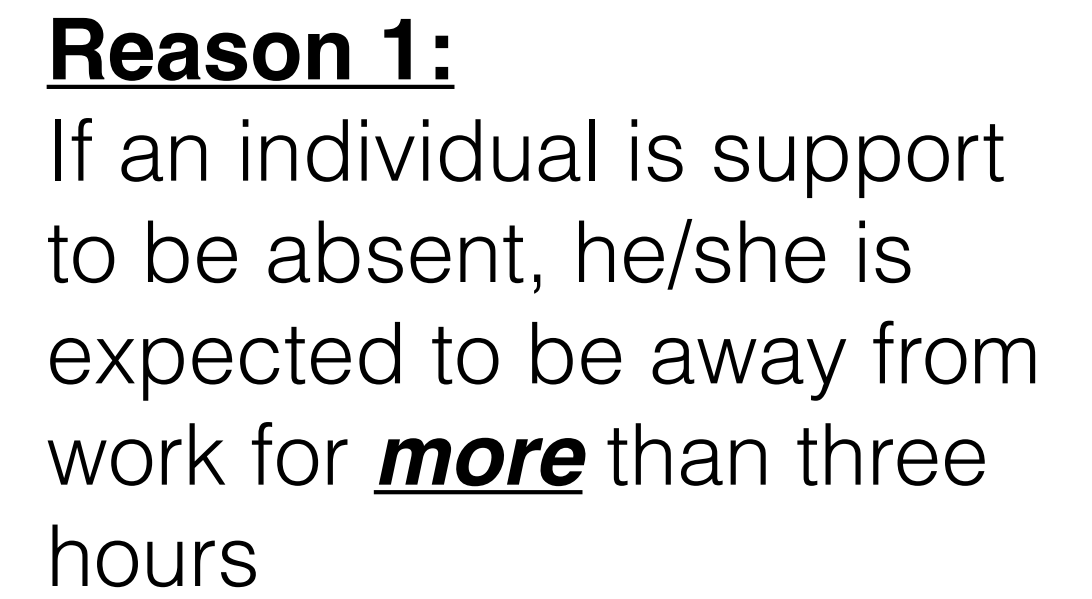 Reason 1:
If an individual is support
to be absent, he/she is
expected to be away from
work for more than three
hours